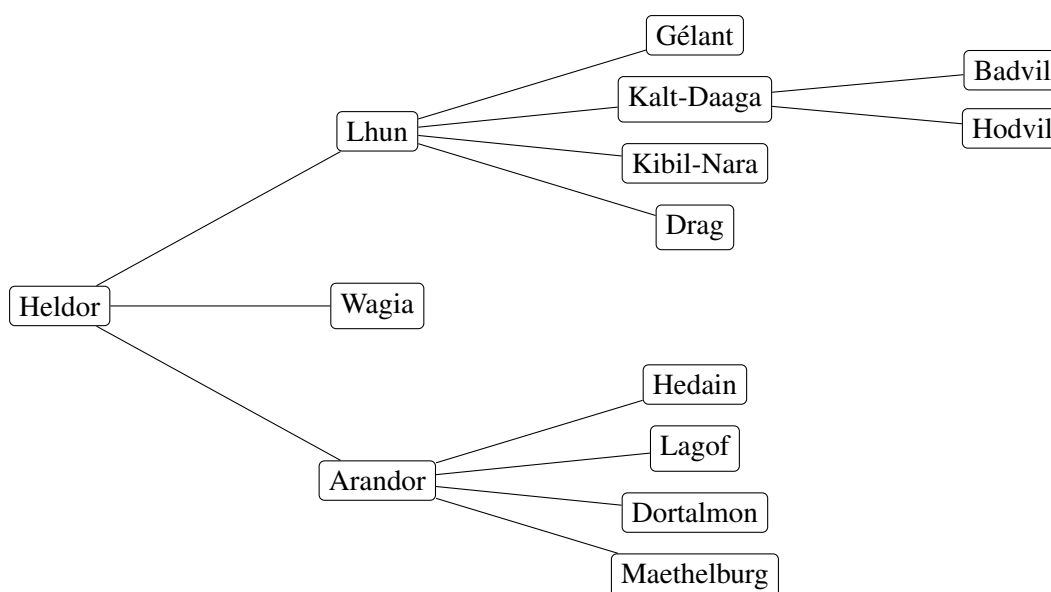 Gélant
Badvil
Kalt-Daaga
Lhun
Hodvil
Kibil-Nara
Drag
Heldor
Wagia
Hedain
Lagof
Arandor
Dortalmon
Maethelburg